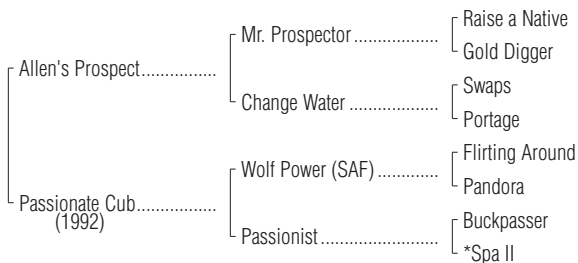 Raise a Native
Mr. Prospector..................
Gold Digger
Allen's Prospect................
Swaps
Change Water ...................
Portage
Flirting Around
Wolf Power (SAF).............
Pandora
Passionate Cub.................
(1992)
Buckpasser
Passionist.........................
*Spa II